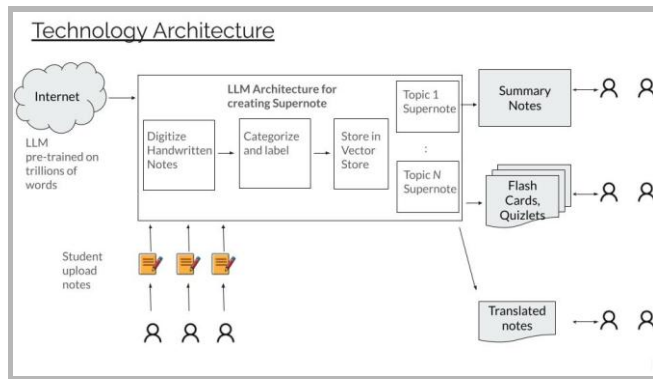 Technology Architecture
Internet
LLM
pre-trained on
trillions of
words
LLM Architecture for
creating Supernote
Digitize
Handwritten
Notes
Categorize
and label
Store in
Vector
Store
Topic 1
Supernote
:
Topic N
Supernote
Summary
Notes
Flash
Cards,
Quizlets
Translated
notes
Student
upload
notes